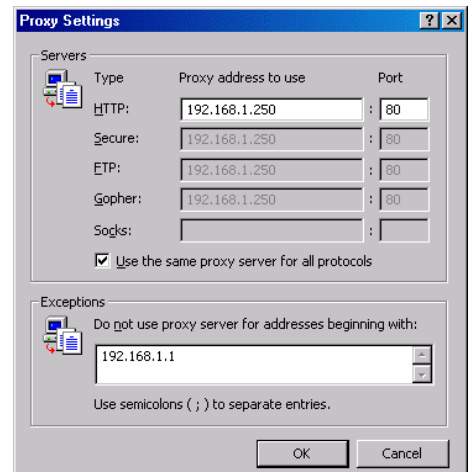 Proxy Settings
Servers
Type Proxy address to use Port
HTTP: 192.168.1.250 : 80
Secure: 192.168.1.250 : 80
FTP: 192.168.1.250 : 80
Gopher: 192.168.1.250 : 80
Socks: :
Use the same proxy server for all protocols
Exceptions
Do not use proxy server for addresses beginning with:
192.168.1.1
Use semicolons ( ; ) to separate entries.
OK Cancel